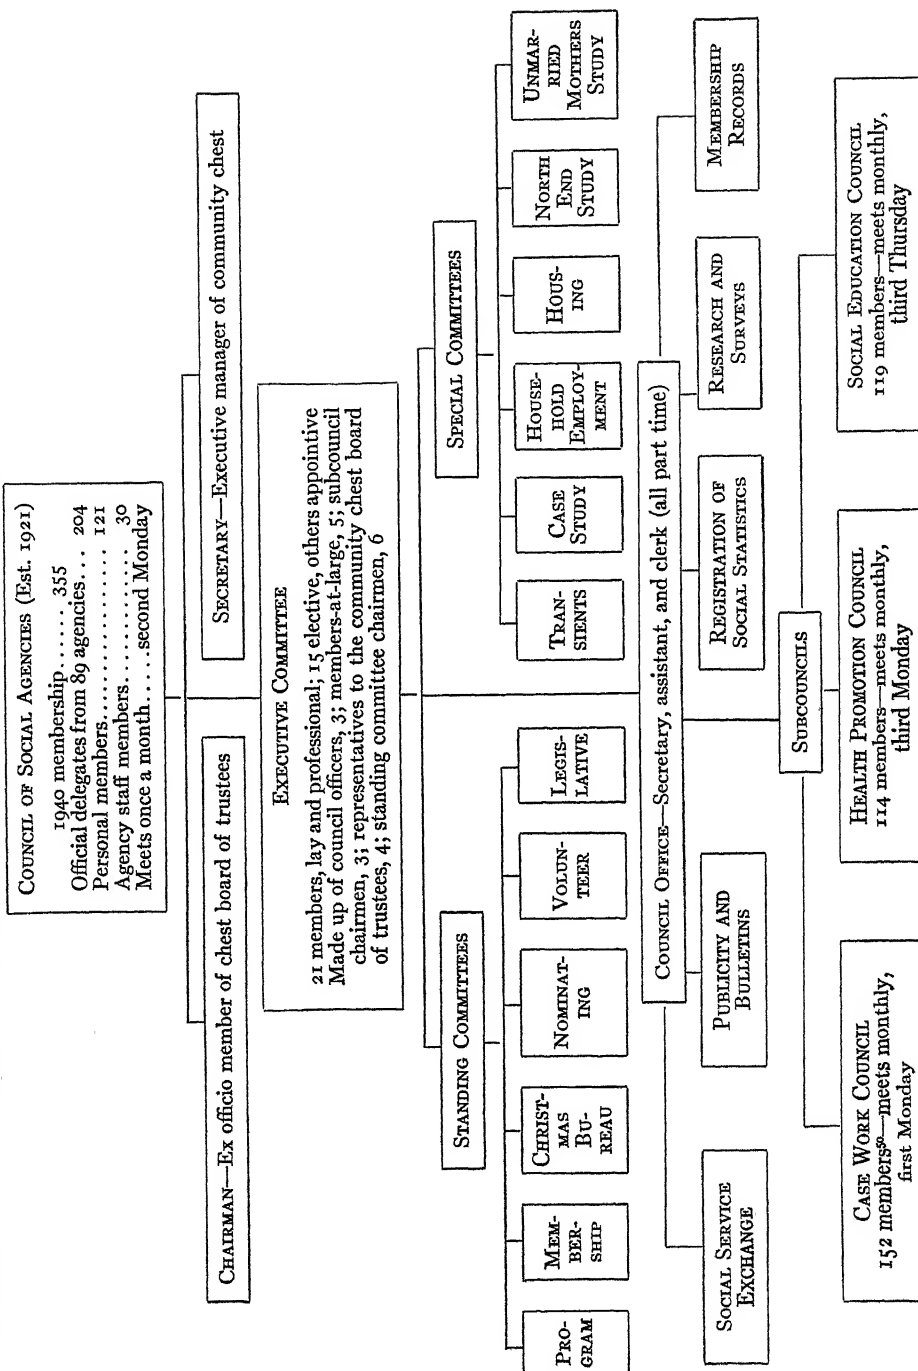 COUNCIL OF SOCIAL AGENCIES (Est. 1921)
1940 membership...... 355
Official delegates from 89 agencies... 204
Personal members.................. 121
Agency staff members.............. 30
Meets once a month.....second Monday
CHAIRMAN—Ex officio member of chest board of trustees
SECRETARY—Executive manager of community chest
EXECUTIVE COMMITTEE
21 members, lay and professional; 15 elective, others appointive
Made up of council officers, 3; members-at-large, 5; subcouncil
chairmen, 3; representatives to the community chest board
of trustees, 4; standing committee chairmen, 6
STANDING COMMITTEES
SPECIAL COMMITTEES
PRO-
GRAM
MEM-
BER-
SHIP
CHRIST-
MAS
BU-
REAU
NOMINAT-
ING
VOLUN-
TEER
LEGIS-
LATIVE
TRAN-
SIENTS
CASE
STUDY
HOUSE-
HOLD
EMPLOY-
MENT
HOUS-
ING
NORTH
END
STUDY
UNMAR-
RIED
MOTHERS
STUDY
COUNCIL OFFICE—Secretary, assistant, and clerk (all part time)
SOCIAL SERVICE
EXCHANGE
PUBLICITY AND
BULLETINS
REGISTRATION OF
SOCIAL STATISTICS
RESEARCH AND
SURVEYS
MEMBERSHIP
RECORDS
SUBCOUNCILS
CASE WORK COUNCIL
152 members⁵⁰—meets monthly,
first Monday
HEALTH PROMOTION COUNCIL
114 members—meets monthly,
third Monday
SOCIAL EDUCATION COUNCIL
119 members—meets monthly,
third Thursday